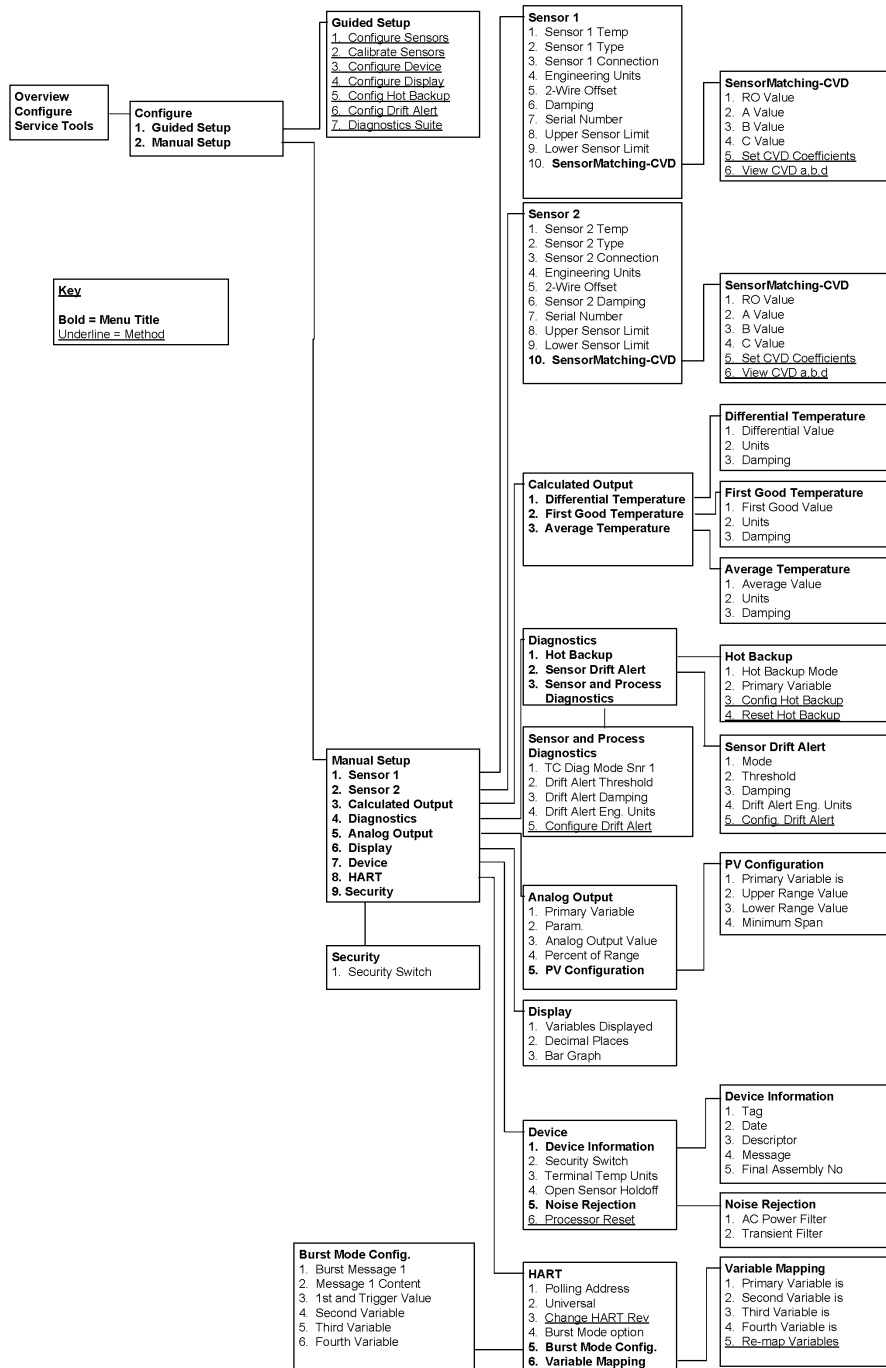 Overview
Configure
Service Tools
Configure
1. Guided Setup
2. Manual Setup
Guided Setup
1. Configure Sensors
2. Calibrate Sensors
3. Configure Device
4. Configure Display
5. Config Hot Backup
6. Config Drift Alert
7. Diagnostics Suite
Key
Bold = Menu Title
Underline = Method
Sensor 1
1. Sensor 1 Temp
2. Sensor 1 Type
3. Sensor 1 Connection
4. Engineering Units
5. 2-Wire Offset
6. Damping
7. Serial Number
8. Upper Sensor Limit
9. Lower Sensor Limit
10. SensorMatching-CVD
SensorMatching-CVD
1. RO Value
2. A Value
3. B Value
4. C Value
5. Set CVD Coefficients
6. View CVD a,b,d
Sensor 2
1. Sensor 2 Temp
2. Sensor 2 Type
3. Sensor 2 Connection
4. Engineering Units
5. 2-Wire Offset
6. Sensor 2 Damping
7. Serial Number
8. Upper Sensor Limit
9. Lower Sensor Limit
10. SensorMatching-CVD
SensorMatching-CVD
1. RO Value
2. A Value
3. B Value
4. C Value
5. Set CVD Coefficients
6. View CVD a,b,d
Calculated Output
1. Differential Temperature
2. First Good Temperature
3. Average Temperature
Differential Temperature
1. Differential Value
2. Units
3. Damping
First Good Temperature
1. First Good Value
2. Units
3. Damping
Average Temperature
1. Average Value
2. Units
3. Damping
Diagnostics
1. Hot Backup
2. Sensor Drift Alert
3. Sensor and Process
Diagnostics
Hot Backup
1. Hot Backup Mode
2. Primary Variable
3. Config Hot Backup
4. Reset Hot Backup
Sensor and Process
Diagnostics
1. TC Diag Mode Snr 1
2. Drift Alert Threshold
3. Drift Alert Damping
4. Drift Alert Eng. Units
5. Configure Drift Alert
Sensor Drift Alert
1. Mode
2. Threshold
3. Damping
4. Drift Alert Eng. Units
5. Config. Drift Alert
Manual Setup
1. Sensor 1
2. Sensor 2
3. Calculated Output
4. Diagnostics
5. Analog Output
6. Display
7. Device
8. HART
9. Security
Security
1. Security Switch
Analog Output
1. Primary Variable
2. Param.
3. Analog Output Value
4. Percent of Range
5. PV Configuration
PV Configuration
1. Primary Variable is
2. Upper Range Value
3. Lower Range Value
4. Minimum Span
Display
1. Variables Displayed
2. Decimal Places
3. Bar Graph
Device
1. Device Information
2. Security Switch
3. Terminal Temp Units
4. Open Sensor Holdoff
5. Noise Rejection
6. Processor Reset
Device Information
1. Tag
2. Date
3. Descriptor
4. Message
5. Final Assembly No
Noise Rejection
1. AC Power Filter
2. Transient Filter
Burst Mode Config.
1. Burst Message 1
2. Message 1 Content
3. 1st and Trigger Value
4. Second Variable
5. Third Variable
6. Fourth Variable
HART
1. Polling Address
2. Universal
3. Change HART Rev
4. Burst Mode option
5. Burst Mode Config.
6. Variable Mapping
Variable Mapping
1. Primary Variable is
2. Second Variable is
3. Third Variable is
4. Fourth Variable is
5. Re-map Variables